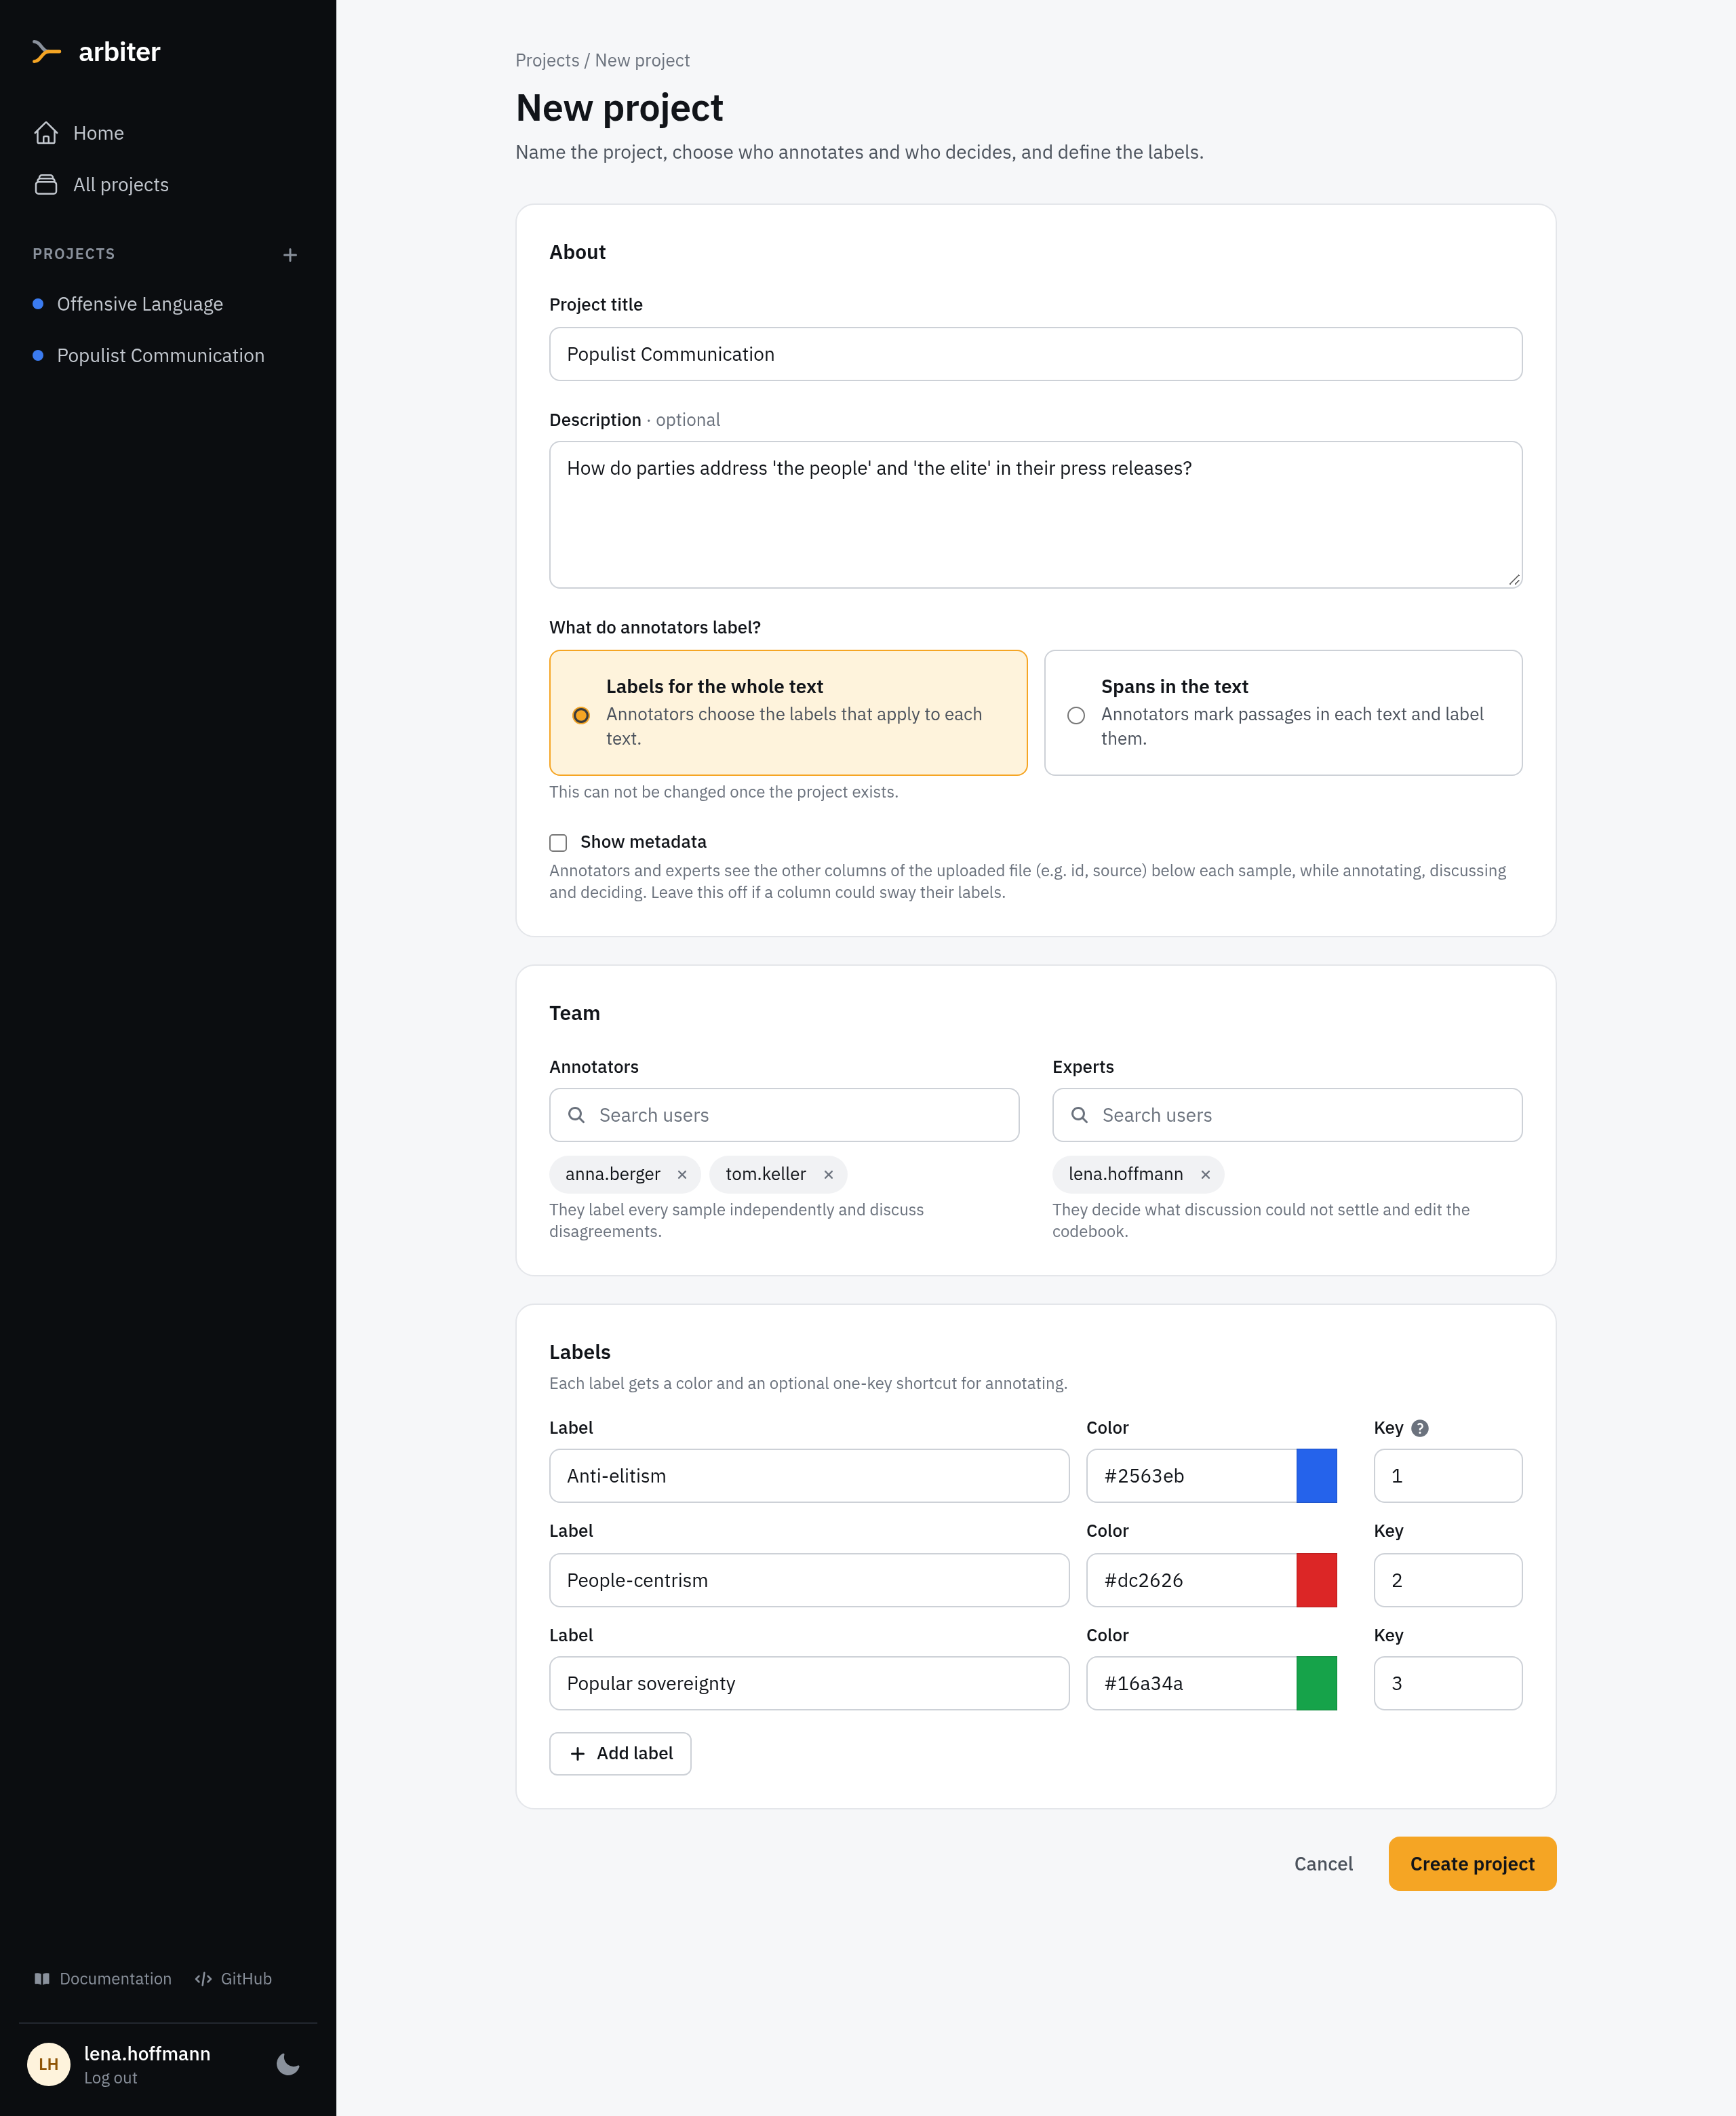 arbiter
Home
All projects
PROJECTS
Offensive Language
Populist Communication
Documentation
GitHub
LH
lena.hoffmann
Log out
Projects / New project
New project
Name the project, choose who annotates and who decides, and define the labels.
About
Project title
Populist Communication
Description · optional
How do parties address 'the people' and 'the elite' in their press releases?
What do annotators label?
Labels for the whole text
Annotators choose the labels that apply to each
text.
Spans in the text
Annotators mark passages in each text and label
them.
This can not be changed once the project exists.
Show metadata
Annotators and experts see the other columns of the uploaded file (e.g. id, source) below each sample, while annotating, discussing
and deciding. Leave this off if a column could sway their labels.
Team
Annotators
Search users
anna.berger × tom.keller ×
They label every sample independently and discuss
disagreements.
Experts
Search users
lena.hoffmann ×
They decide what discussion could not settle and edit the
codebook.
Labels
Each label gets a color and an optional one-key shortcut for annotating.
Label Color Key ?
Anti-elitism #2563eb 1
Label Color Key
People-centrism #dc2626 2
Label Color Key
Popular sovereignty #16a34a 3
+ Add label
Cancel Create project